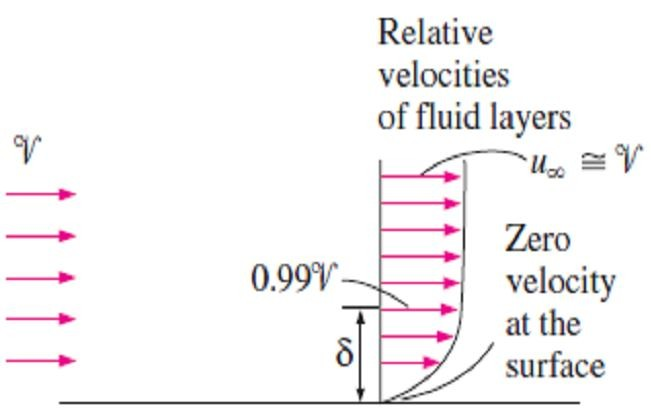 Relative
velocities
of fluid layers
𝒱
u∞ ≅ 𝒱
Zero
0.99𝒱
velocity
at the
δ
surface